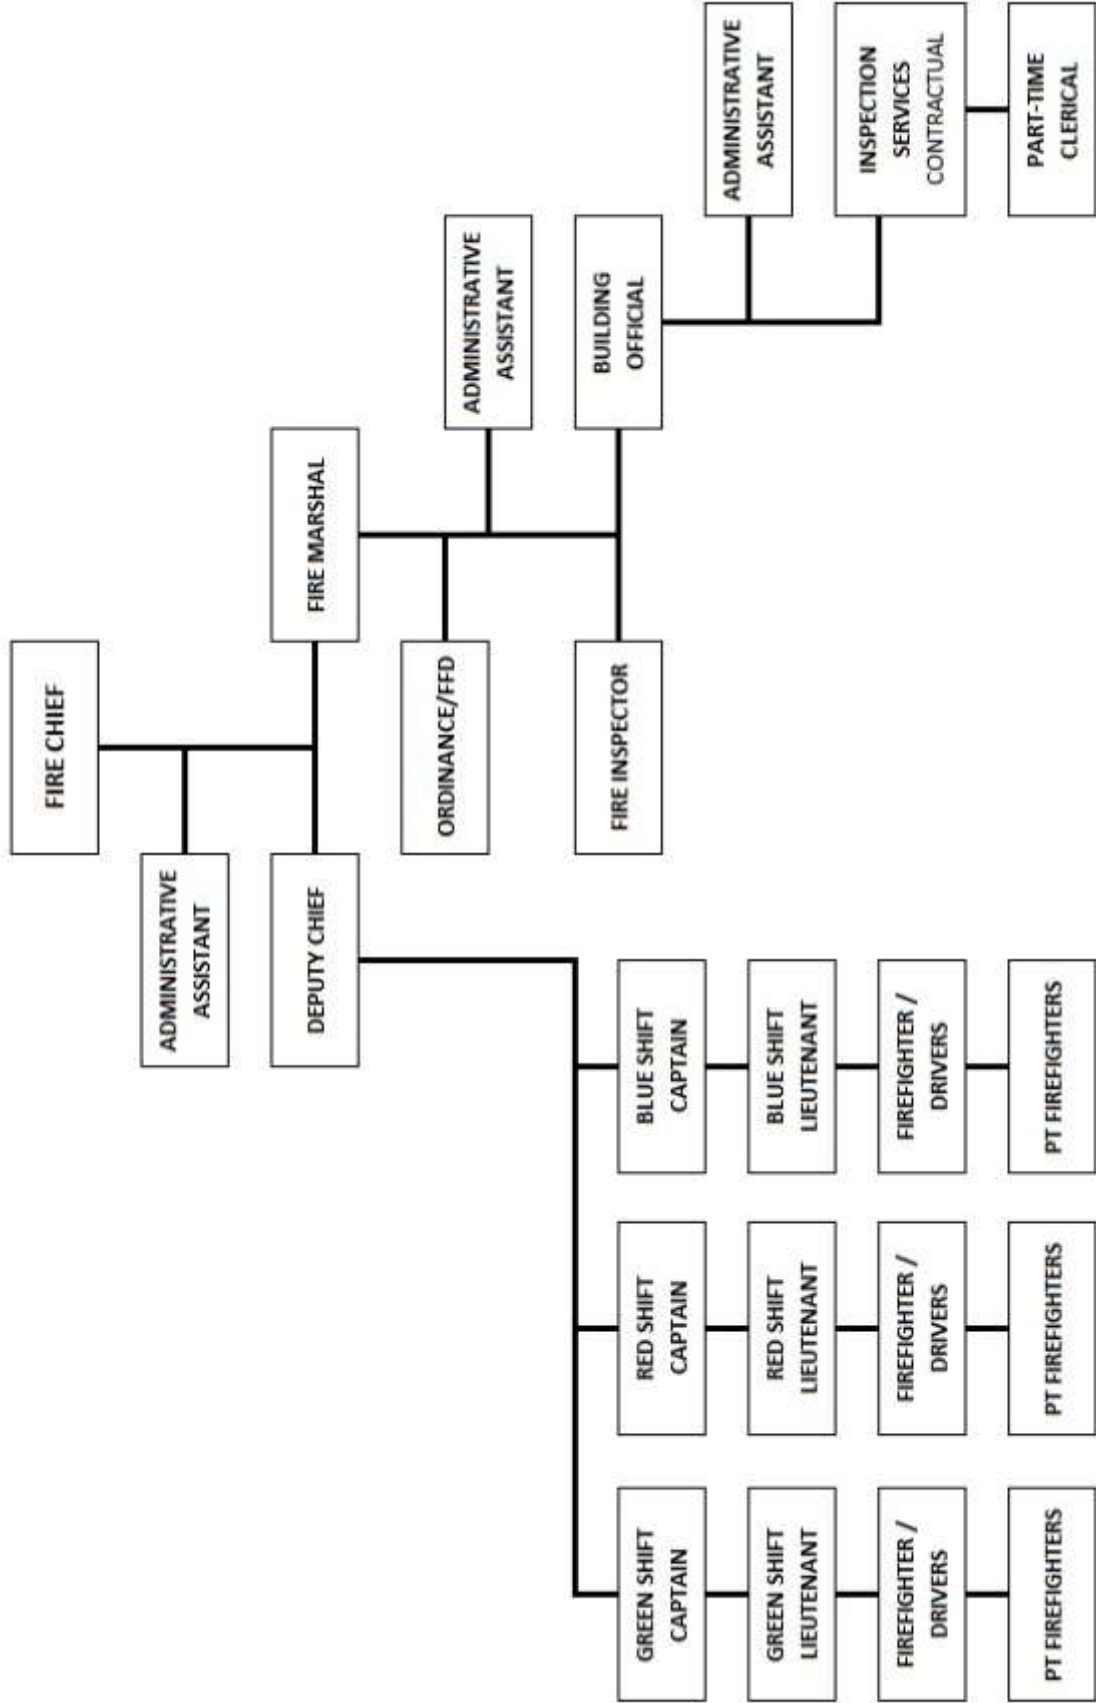 FIRE CHIEF
ADMINISTRATIVE
ASSISTANT
DEPUTY CHIEF
FIRE MARSHAL
ORDINANCE/FFD
ADMINISTRATIVE
ASSISTANT
FIRE INSPECTOR
BUILDING
OFFICIAL
GREEN SHIFT
CAPTAIN
RED SHIFT
CAPTAIN
BLUE SHIFT
CAPTAIN
ADMINISTRATIVE
ASSISTANT
GREEN SHIFT
LIEUTENANT
RED SHIFT
LIEUTENANT
BLUE SHIFT
LIEUTENANT
INSPECTION
SERVICES
CONTRACTUAL
FIREFIGHTER /
DRIVERS
FIREFIGHTER /
DRIVERS
FIREFIGHTER /
DRIVERS
PT FIREFIGHTERS
PT FIREFIGHTERS
PT FIREFIGHTERS
PART-TIME
CLERICAL